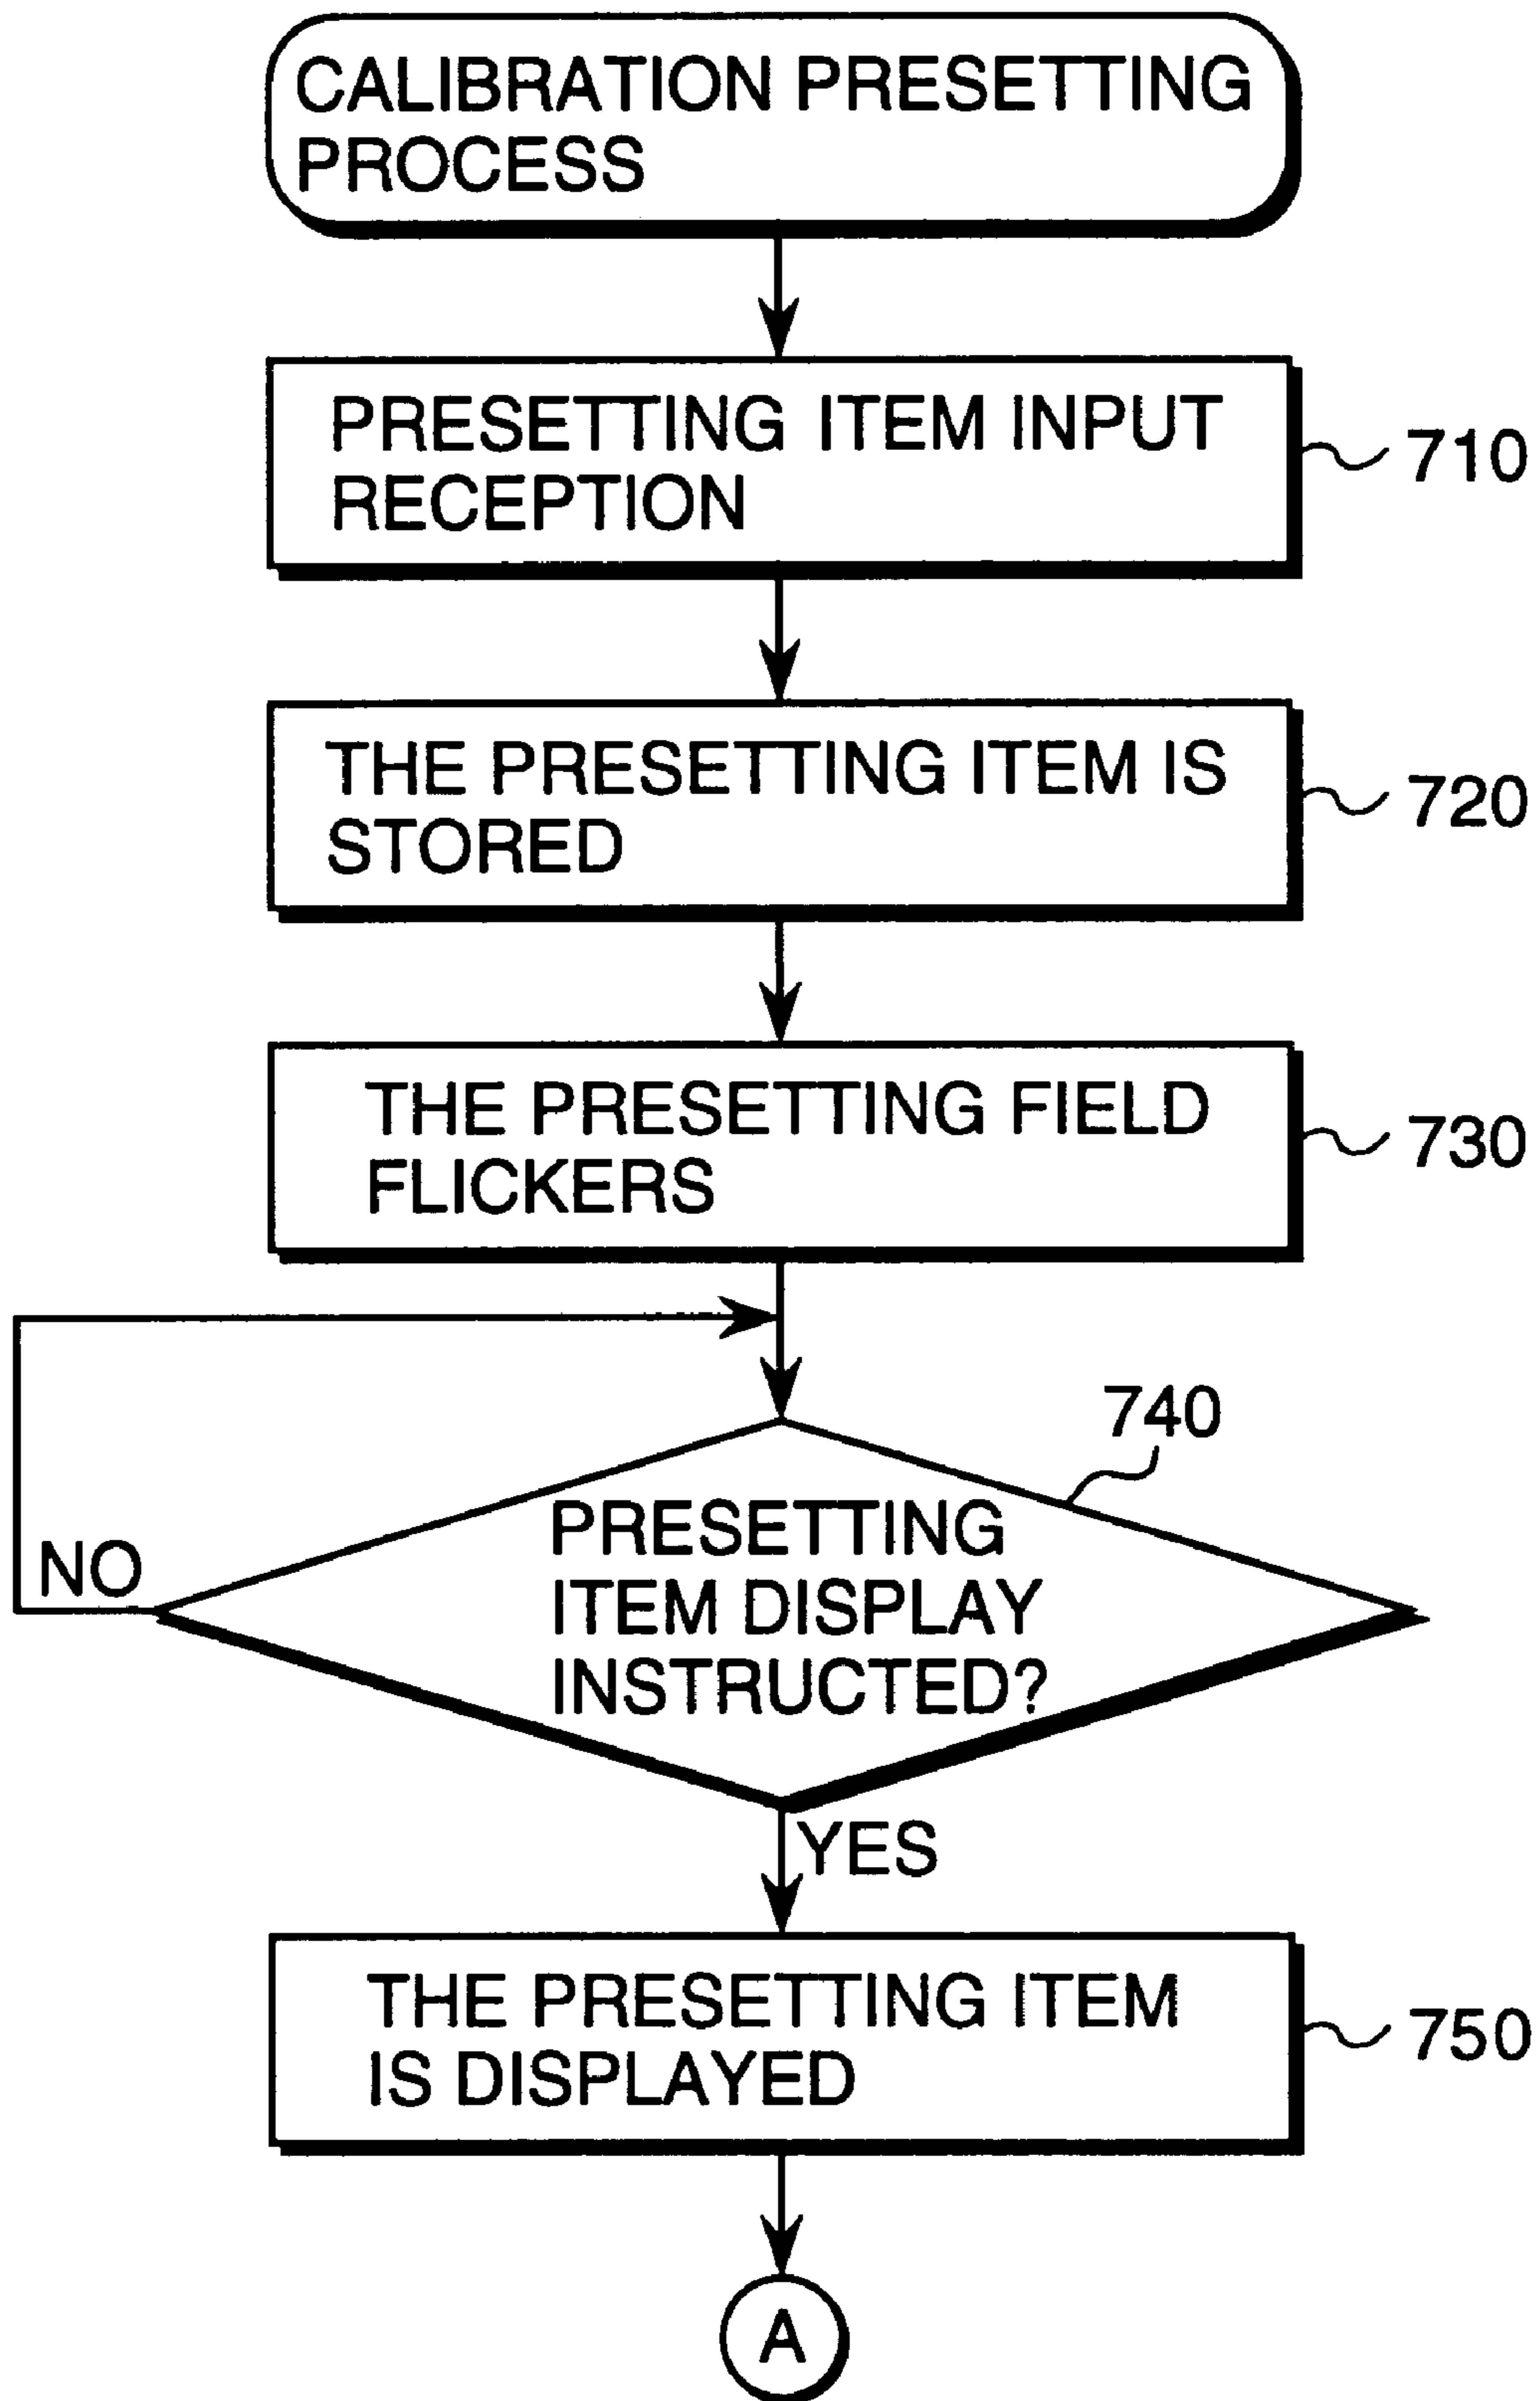 CALIBRATION PRESETTING
PROCESS
PRESETTING ITEM INPUT
RECEPTION
710
THE PRESETTING ITEM IS
STORED
720
THE PRESETTING FIELD
FLICKERS
730
740
PRESETTING
ITEM DISPLAY
INSTRUCTED?
NO
YES
THE PRESETTING ITEM
IS DISPLAYED
750
A